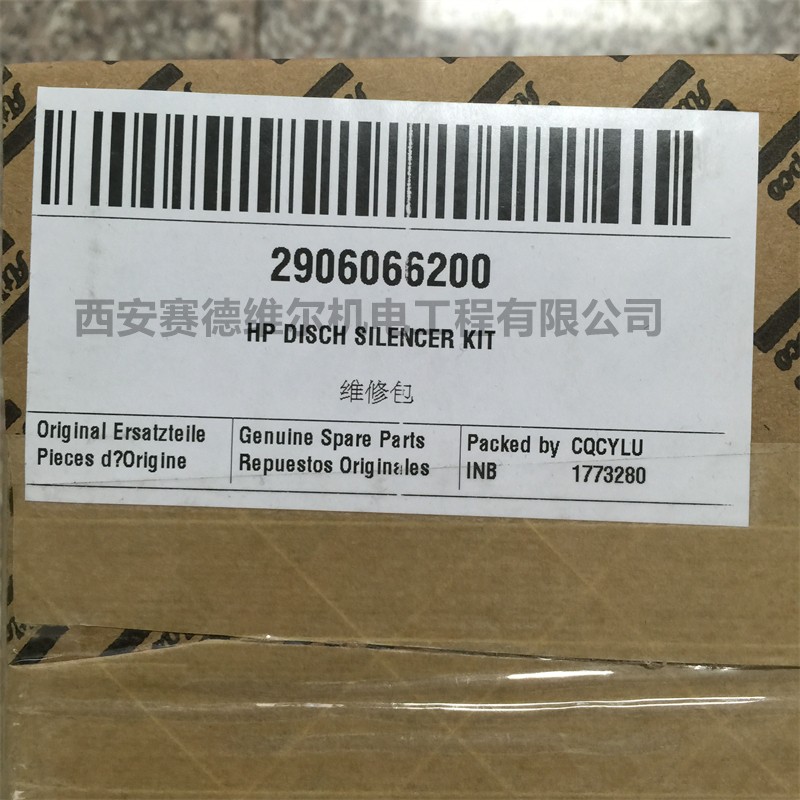 2906066200
西安赛德维尔机电工程有限公司
HP DISCH SILENCER KIT
维修包
Original Ersatzteile
Pieces d?Origine
Genuine Spare Parts
Repuestos Originales
Packed by CQCYLU
INB 1773280